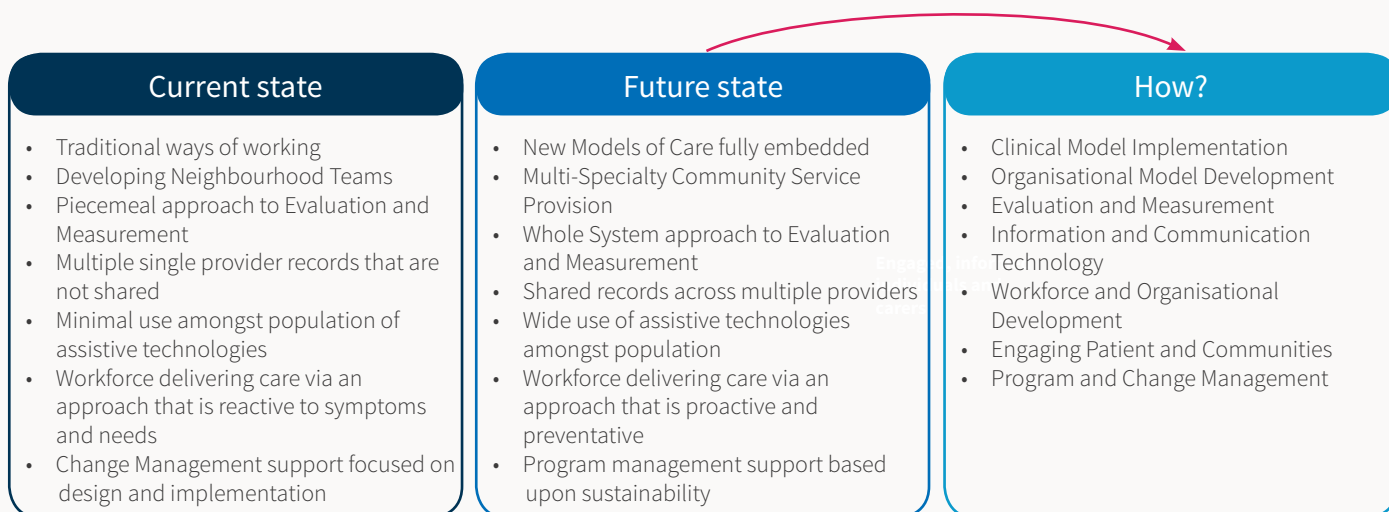 Current state
• Traditional ways of working
• Developing Neighbourhood Teams
• Piecemeal approach to Evaluation and
Measurement
• Multiple single provider records that are
not shared
• Minimal use amongst population of
assistive technologies
• Workforce delivering care via an
approach that is reactive to symptoms
and needs
• Change Management support focused on
design and implementation
Future state
• New Models of Care fully embedded
• Multi-Specialty Community Service
Provision
• Whole System approach to Evaluation
and Measurement
• Shared records across multiple providers
• Wide use of assistive technologies
amongst population
• Workforce delivering care via an
approach that is proactive and
preventative
• Program management support based
upon sustainability
How?
• Clinical Model Implementation
• Organisational Model Development
• Evaluation and Measurement
• Information and Communication
Technology
• Workforce and Organisational
Development
• Engaging Patient and Communities
• Program and Change Management
carers